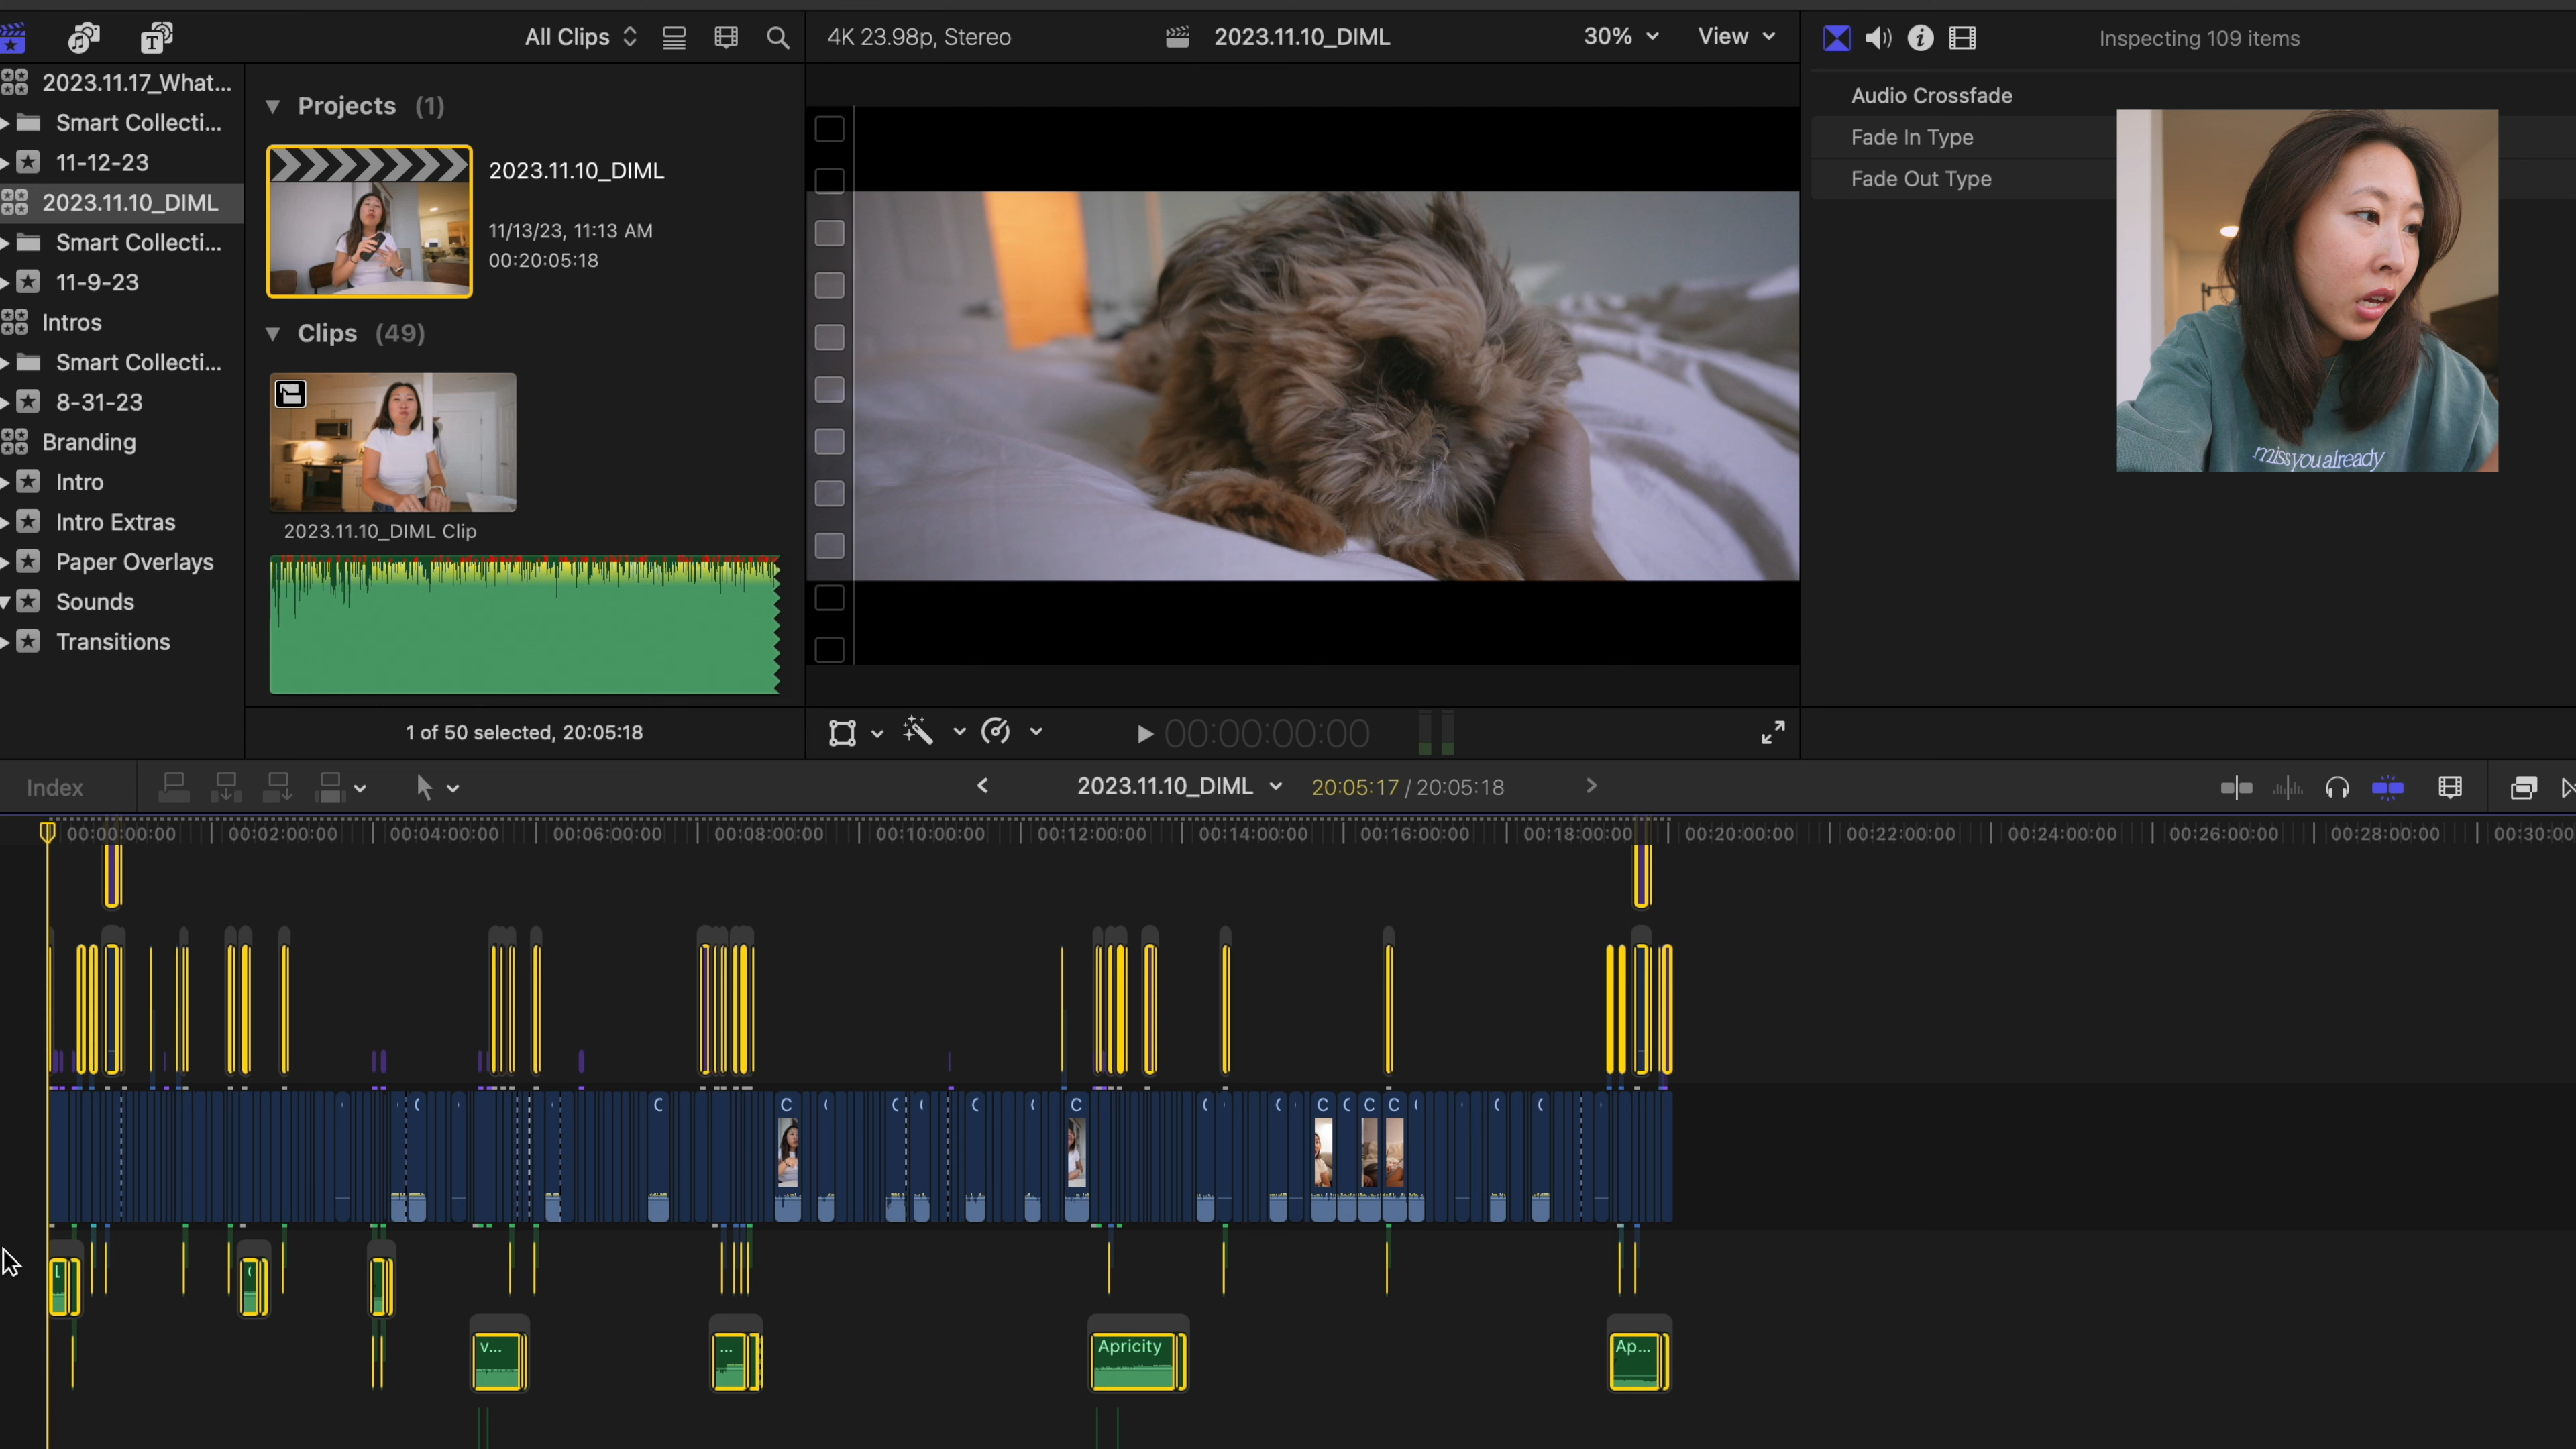 All Clips
4K 23.98p, Stereo
2023.11.10_DIML
30%
View
Inspecting 109 items
2023.11.17_What...
Smart Collecti...
11-12-23
2023.11.10_DIML
Smart Collecti...
11-9-23
Intros
Smart Collecti...
8-31-23
Branding
Intro
Intro Extras
Paper Overlays
Sounds
Transitions
Projects (1)
2023.11.10_DIML
11/13/23, 11:13 AM
00:20:05:18
Clips (49)
2023.11.10_DIML Clip
1 of 50 selected, 20:05:18
Audio Crossfade
Fade In Type
Fade Out Type
miss you already
00:00:00:00
Index
2023.11.10_DIML
20:05:17 / 20:05:18
00:00:00:00
00:02:00:00
00:04:00:00
00:06:00:00
00:08:00:00
00:10:00:00
00:12:00:00
00:14:00:00
00:16:00:00
00:18:00:00
00:20:00:00
00:22:00:00
00:24:00:00
00:26:00:00
00:28:00:00
00:30:00
C
C
C
C
C
C
v...
...
Apricity
Ap...